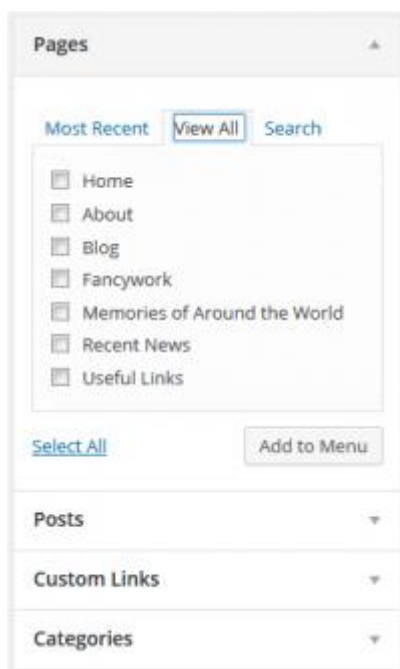 Pages
Most Recent View All Search
Home
About
Blog
Fancywork
Memories of Around the World
Recent News
Useful Links
Select All Add to Menu
Posts
Custom Links
Categories